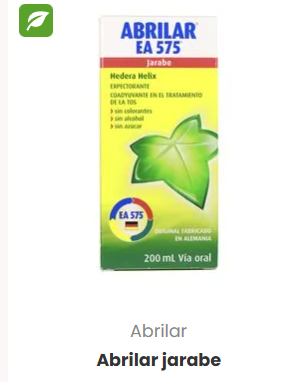 ABRILAR
EA 575
Jarabe
Hedera Helix
EXPECTORANTE
COADYUVANTE EN EL TRATAMIENTO
DE LA TOS
> sin colorantes
> sin alcohol
> sin azúcar
EA 575
ORIGINAL FABRICADO
EN ALEMANIA
200 mL Vía oral
Abrilar
Abrilar jarabe